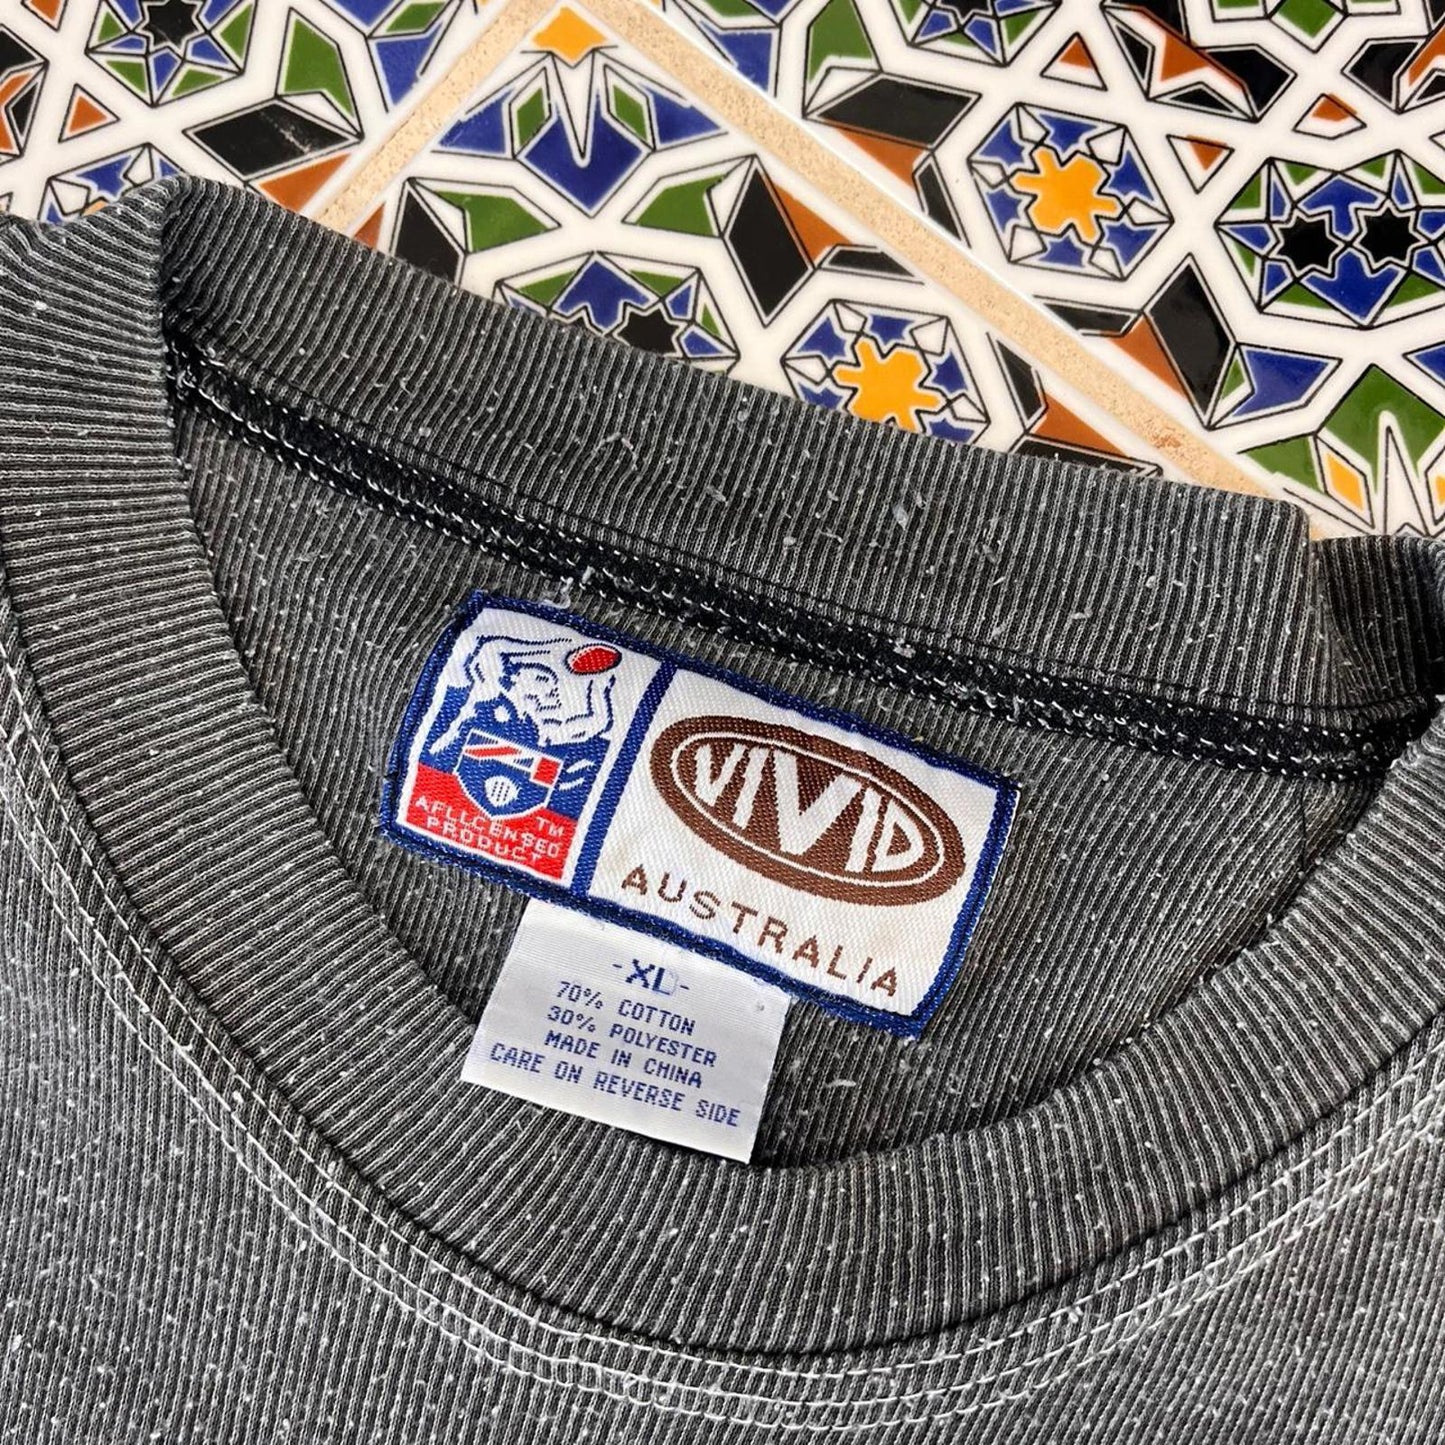 AFL LICENSED TM
PRODUCT
VIVID
AUSTRALIA
-XL-
70% COTTON
30% POLYESTER
MADE IN CHINA
CARE ON REVERSE SIDE